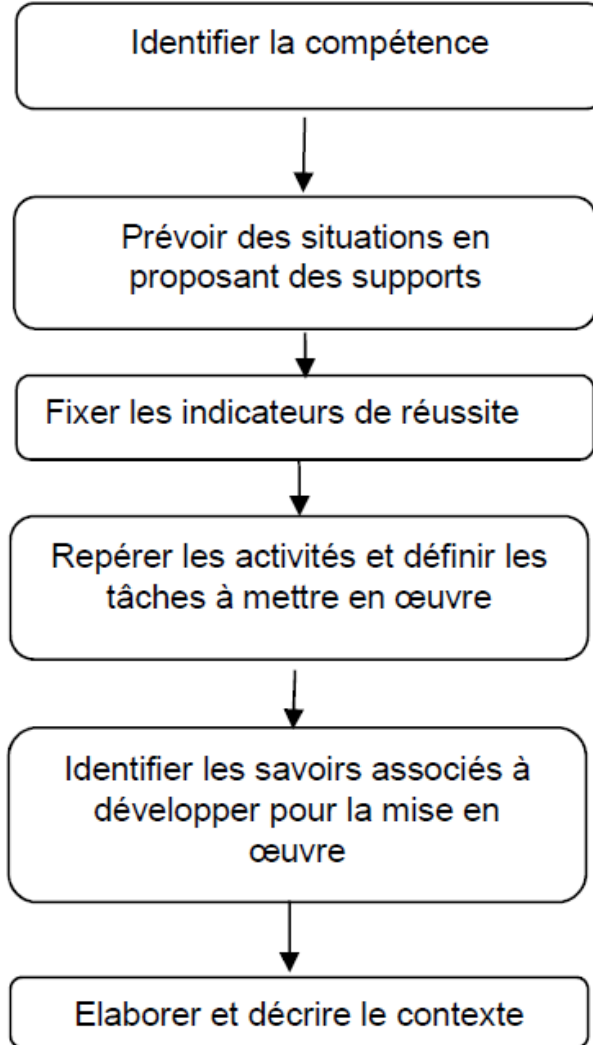 Identifier la compétence
Prévoir des situations en
proposant des supports
Fixer les indicateurs de réussite
Repérer les activités et définir les
tâches à mettre en œuvre
Identifier les savoirs associés à
développer pour la mise en
œuvre
Elaborer et décrire le contexte